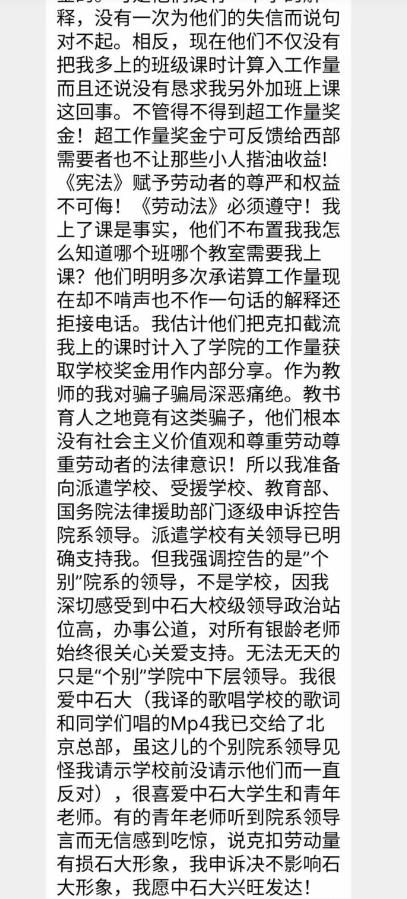 释，没有一次为他们的失信而说句
对不起。相反，现在他们不仅没有
把我多上的班级课时计算入工作量
而且还说没有恳求我另外加班上课
这回事。不管得不得到超工作量奖
金！超工作量奖金宁可反馈给西部
需要者也不让那些小人揩油收益!
《宪法》赋予劳动者的尊严和权益
不可侮！《劳动法》必须遵守！我
上了课是事实，他们不布置我我怎
么知道哪个班哪个教室需要我上
课？他们明明多次承诺算工作量现
在却不啃声也不作一句话的解释还
拒接电话。我估计他们把克扣截流
我上的课时计入了学院的工作量获
取学校奖金用作内部分享。作为教
师的我对骗子骗局深恶痛绝。教书
育人之地竟有这类骗子，他们根本
没有社会主义价值观和尊重劳动尊
重劳动者的法律意识！所以我准备
向派遣学校、受援学校、教育部、
国务院法律援助部门逐级申诉控告
院系领导。派遣学校有关领导已明
确支持我。但我强调控告的是”个
别”院系的领导，不是学校，因我
深切感受到中石大校级领导政治站
位高，办事公道，对所有银龄老师
始终很关心关爱支持。无法无天的
只是“个别”学院中下层领导。我很
爱中石大（我译的歌唱学校的歌词
和同学们唱的Mp4我已交给了北
京总部，虽这儿的个别院系领导见
怪我请示学校前没请示他们而一直
反对），很喜爱中石大学生和青年
老师。有的青年老师听到院系领导
言而无信感到吃惊，说克扣劳动量
有损石大形象，我申诉决不影响石
大形象，我愿中石大兴旺发达！